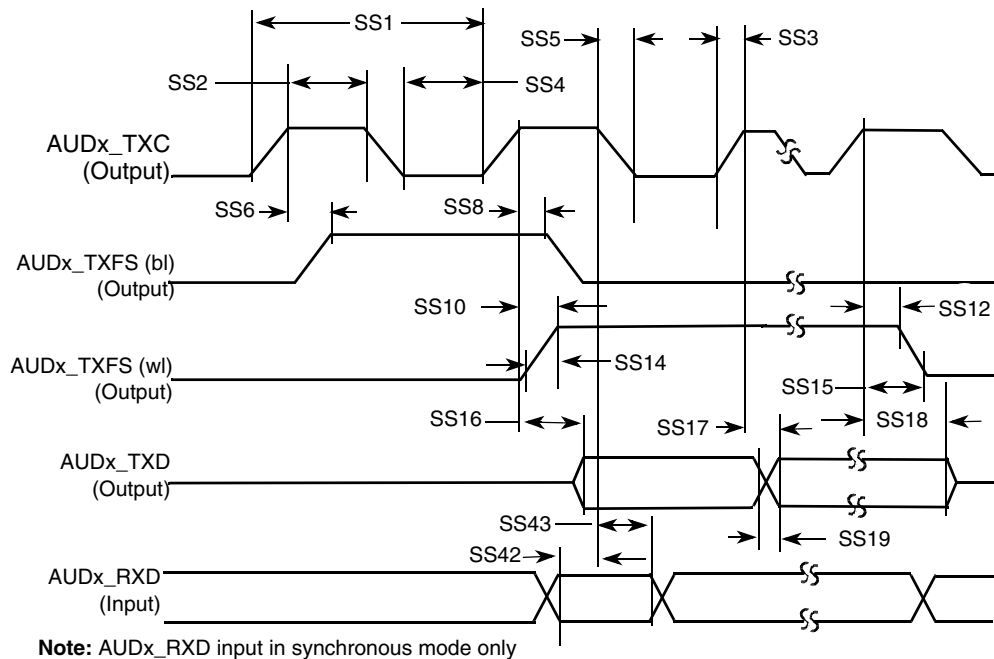 SS1
SS5
SS3
SS2
SS4
AUDx_TXC
(Output)
SS6
SS8
AUDx_TXFS (bl)
(Output)
SS10
SS12
AUDx_TXFS (wl)
(Output)
SS14
SS15
SS16
SS17
SS18
AUDx_TXD
(Output)
SS43
SS19
SS42
AUDx_RXD
(Input)
Note: AUDx_RXD input in synchronous mode only